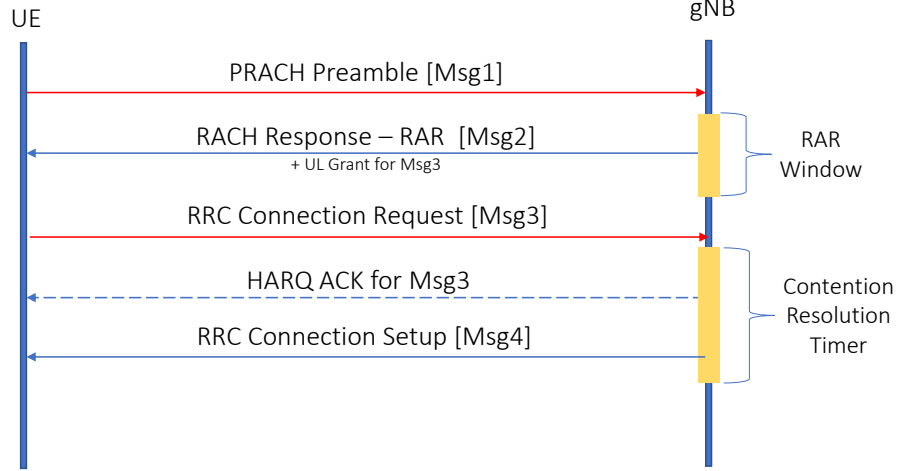 UE
gNB
PRACH Preamble [Msg1]
RACH Response – RAR [Msg2]
+ UL Grant for Msg3
RAR
Window
RRC Connection Request [Msg3]
HARQ ACK for Msg3
Contention
Resolution
Timer
RRC Connection Setup [Msg4]